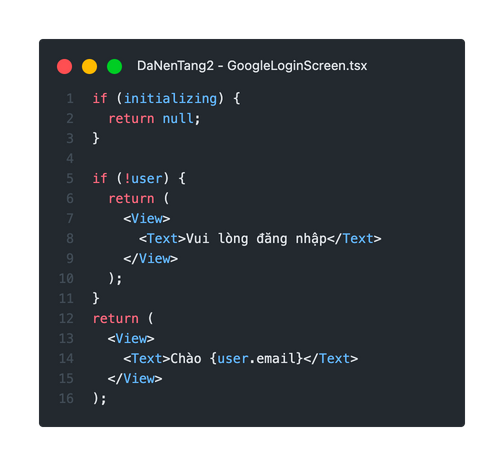 DaNenTang2 - GoogleLoginScreen.tsx
1 if (initializing) {
2   return null;
3 }
4
5 if (!user) {
6   return (
7     <View>
8       <Text>Vui lòng đăng nhập</Text>
9     </View>
10   );
11 }
12 return (
13   <View>
14     <Text>Chào {user.email}</Text>
15   </View>
16 );